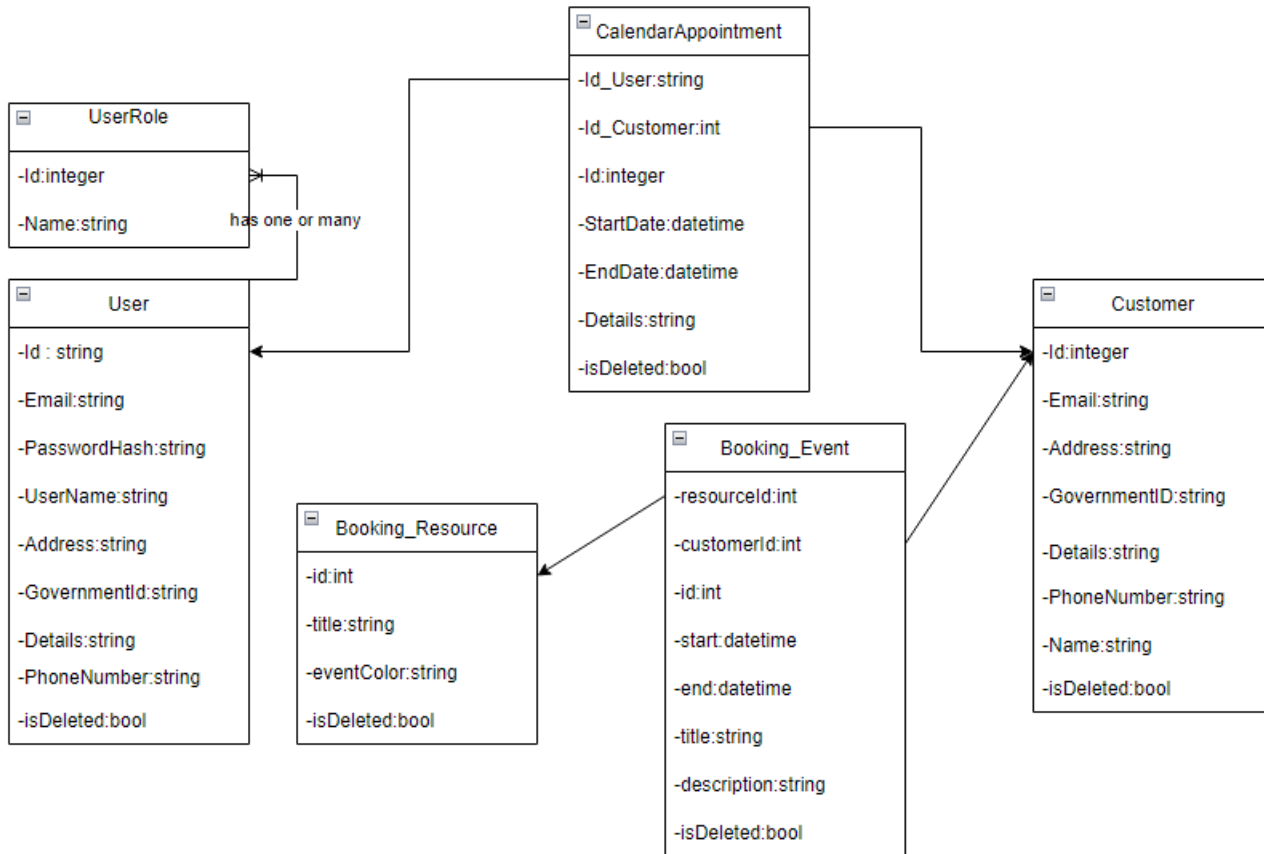 CalendarAppointment
-Id_User:string
-Id_Customer:int
-Id:integer
-StartDate:datetime
-EndDate:datetime
-Details:string
-isDeleted:bool
UserRole
-Id:integer
-Name:string
has one or many
User
-Id : string
-Email:string
-PasswordHash:string
-UserName:string
-Address:string
-GovernmentId:string
-Details:string
-PhoneNumber:string
-isDeleted:bool
Booking_Resource
-id:int
-title:string
-eventColor:string
-isDeleted:bool
Booking_Event
-resourceId:int
-customerId:int
-id:int
-start:datetime
-end:datetime
-title:string
-description:string
-isDeleted:bool
Customer
-Id:integer
-Email:string
-Address:string
-GovernmentID:string
-Details:string
-PhoneNumber:string
-Name:string
-isDeleted:bool